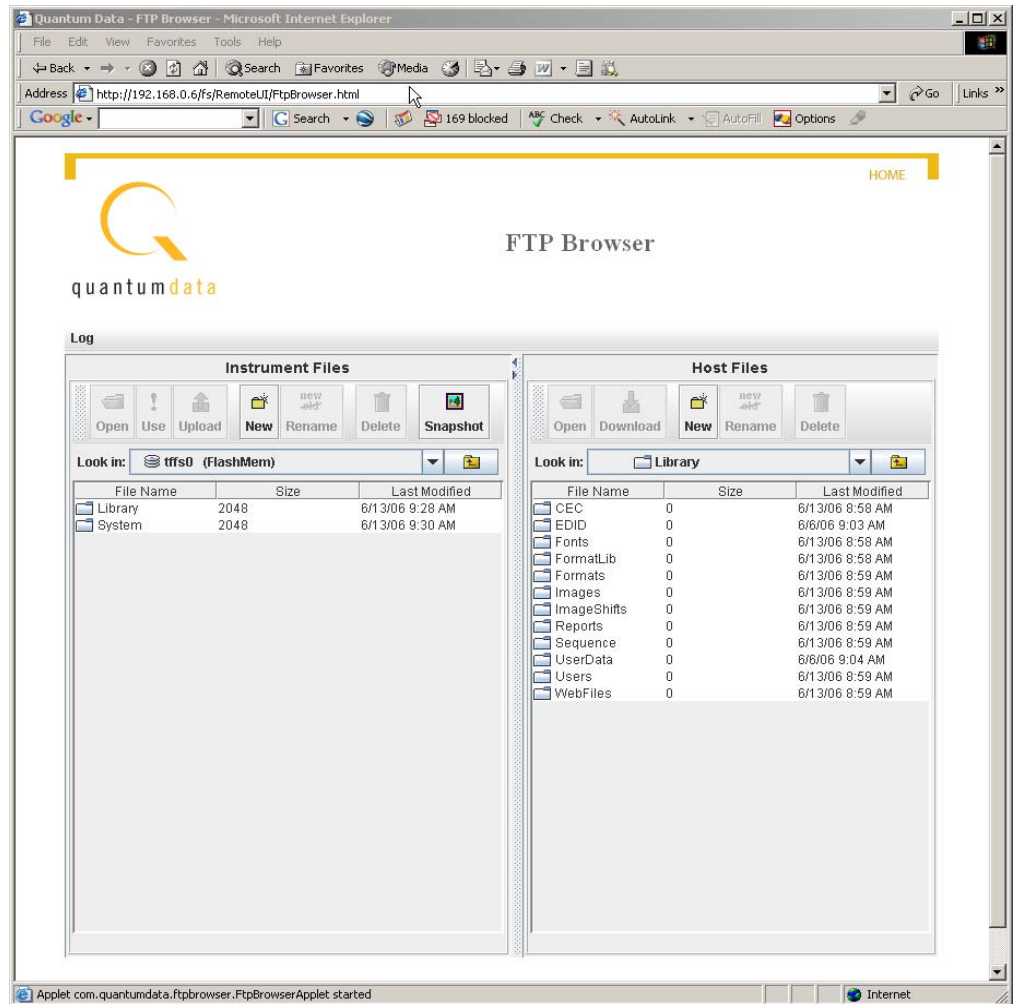 Quantum Data - FTP Browser - Microsoft Internet Explorer
File Edit View Favorites Tools Help
Back Search Favorites Media
Address http://192.168.0.6/fs/RemoteUI/FtpBrowser.html Go Links »
Google Search 169 blocked ABC Check AutoLink AutoFill Options
HOME
FTP Browser
quantumdata
Log
Instrument Files
Open Use Upload New new old Rename Delete Snapshot
Look in: tffs0 (FlashMem)
File Name Size Last Modified
Library 2048 6/13/06 9:28 AM
System 2048 6/13/06 9:30 AM
Host Files
Open Download New new old Rename Delete
Look in: Library
File Name Size Last Modified
CEC 0 6/13/06 8:58 AM
EDID 0 6/6/06 9:03 AM
Fonts 0 6/13/06 8:58 AM
FormatLib 0 6/13/06 8:58 AM
Formats 0 6/13/06 8:59 AM
Images 0 6/13/06 8:59 AM
ImageShifts 0 6/13/06 8:59 AM
Reports 0 6/13/06 8:59 AM
Sequence 0 6/13/06 8:59 AM
UserData 0 6/6/06 9:04 AM
Users 0 6/13/06 8:59 AM
WebFiles 0 6/13/06 8:59 AM
Applet com.quantumdata.ftpbrowser.FtpBrowserApplet started Internet